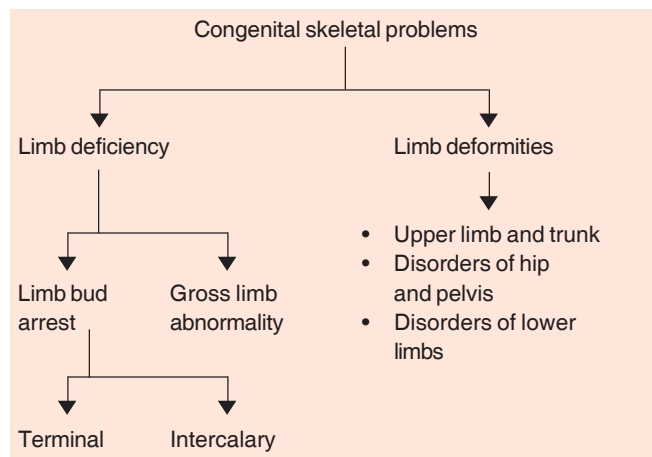 Congenital skeletal problems
Limb deficiency
Limb deformities
Limb bud
arrest
Gross limb
abnormality
• Upper limb and trunk
• Disorders of hip
and pelvis
• Disorders of lower
limbs
Terminal
Intercalary